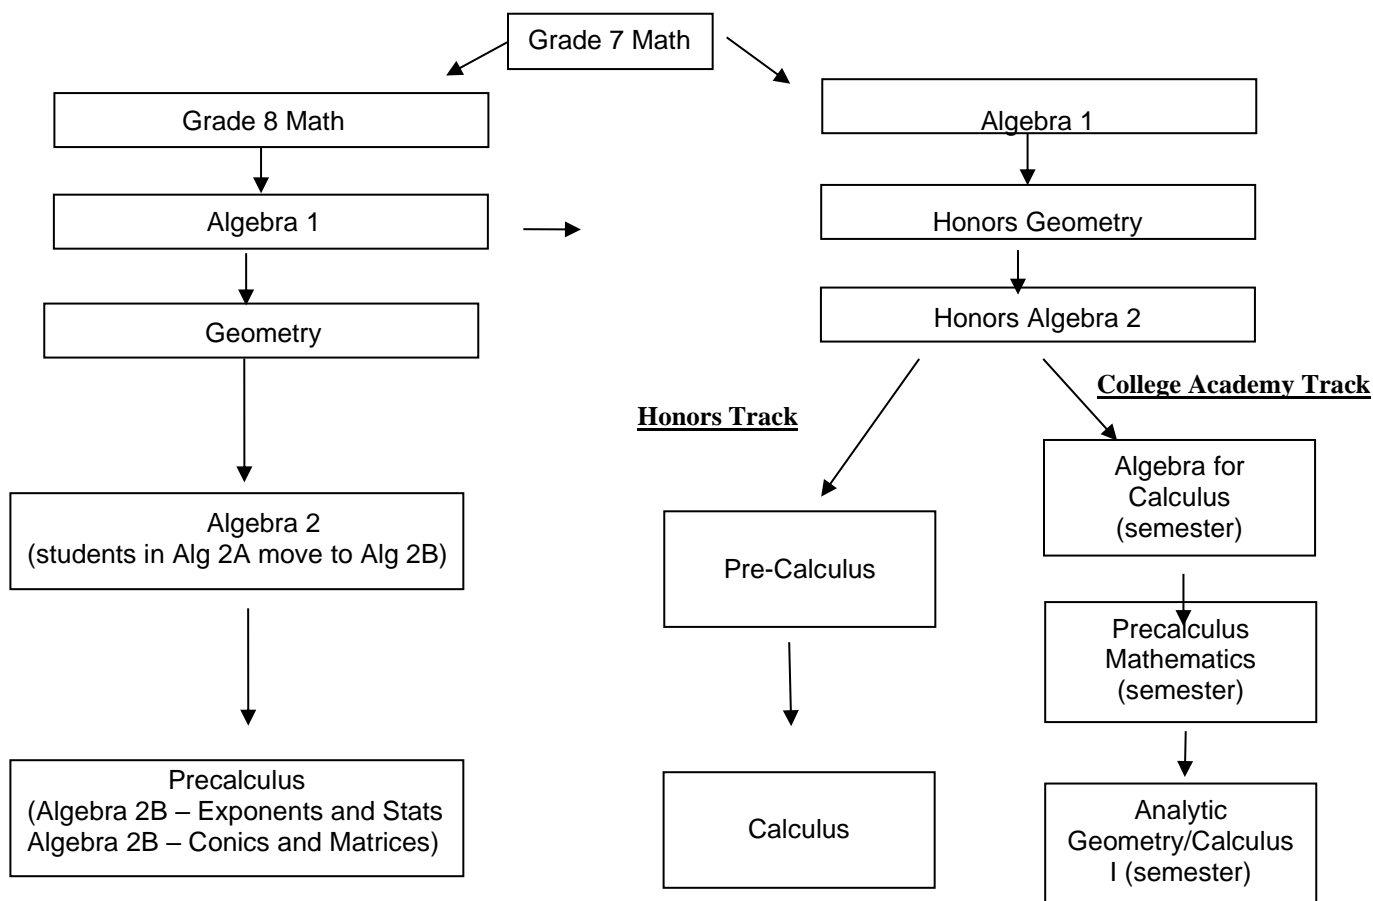 Grade 7 Math
Grade 8 Math
Algebra 1
Geometry
Algebra 2
(students in Alg 2A move to Alg 2B)
Precalculus
(Algebra 2B – Exponents and Stats
Algebra 2B – Conics and Matrices)
Algebra 1
Honors Geometry
Honors Algebra 2
Honors Track
Pre-Calculus
Calculus
College Academy Track
Algebra for
Calculus
(semester)
Precalculus
Mathematics
(semester)
Analytic
Geometry/Calculus
I (semester)